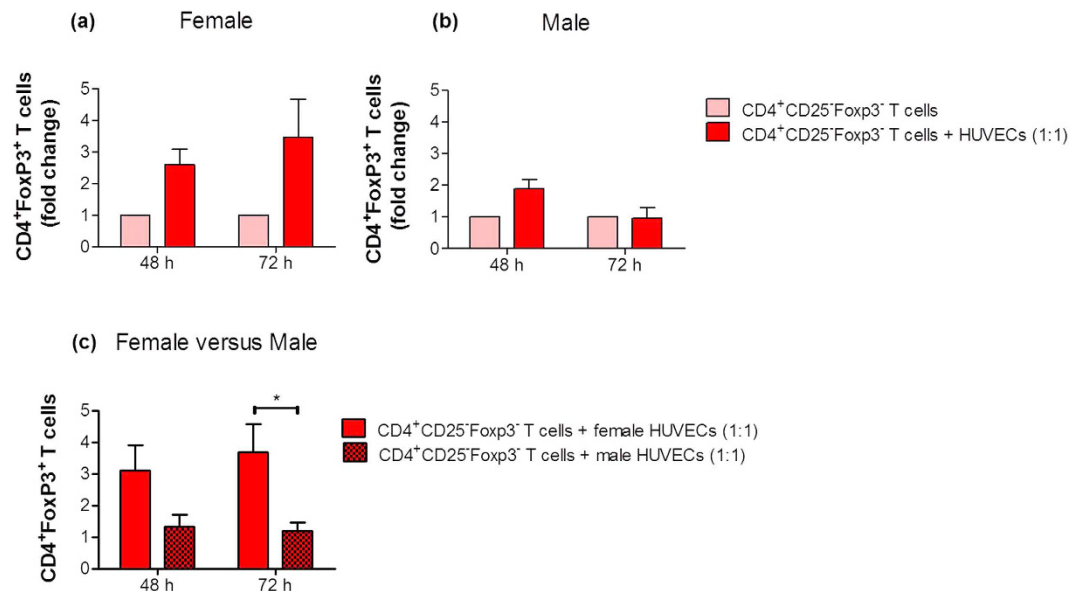 (a) Female
CD4⁺FoxP3⁺ T cells
(fold change)
5
4
3
2
1
0
48 h 72 h
(b) Male
CD4⁺FoxP3⁺ T cells
(fold change)
5
4
3
2
1
0
48 h 72 h
CD4⁺CD25⁻Foxp3⁻ T cells
CD4⁺CD25⁻Foxp3⁻ T cells + HUVECs (1:1)
(c) Female versus Male
CD4⁺FoxP3⁺ T cells
5
4
3
2
1
0
*
48 h 72 h
CD4⁺CD25⁻Foxp3⁻ T cells + female HUVECs (1:1)
CD4⁺CD25⁻Foxp3⁻ T cells + male HUVECs (1:1)